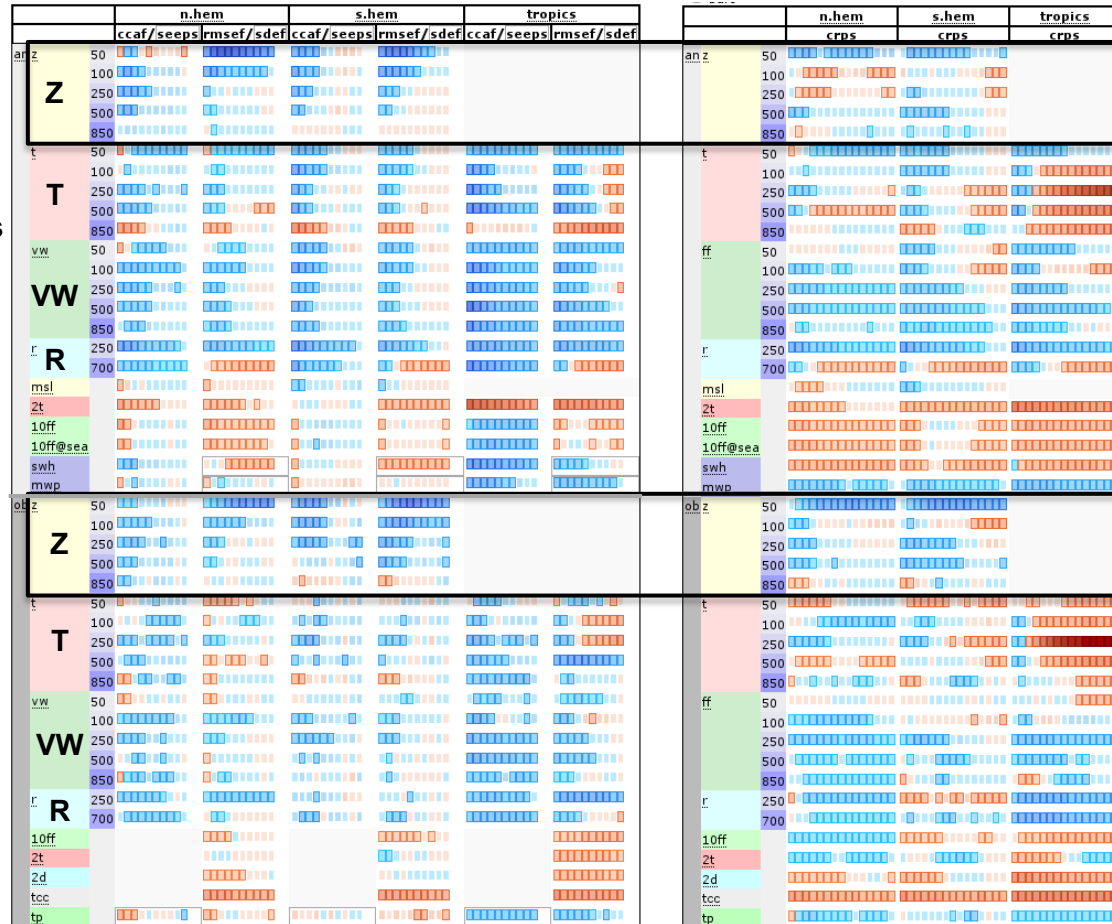 n.hem s.hem tropics
ccaf/seeps rmsef/sdef ccaf/seeps rmsef/sdef ccaf/seeps rmsef/sdef
an z 50
100
Z
250
500
850
t 50
100
T
250
500
850
vw 50
100
VW
250
500
850
r 250
R
700
msl
2t
10ff
10ff@sea
swh
mwp
ob z 50
100
Z
250
500
850
t 50
100
T
250
500
850
vw 50
100
VW
250
500
850
r 250
R
700
10ff
2t
2d
tcc
tp
n.hem s.hem tropics
crps crps crps
an z 50
100
250
500
850
t 50
100
250
500
850
ff 50
100
250
500
850
r 250
700
msl
2t
10ff
10ff@sea
swh
mwp
ob z 50
100
250
500
850
t 50
100
250
500
850
ff 50
100
250
500
850
r 250
700
10ff
2t
2d
tcc
tp